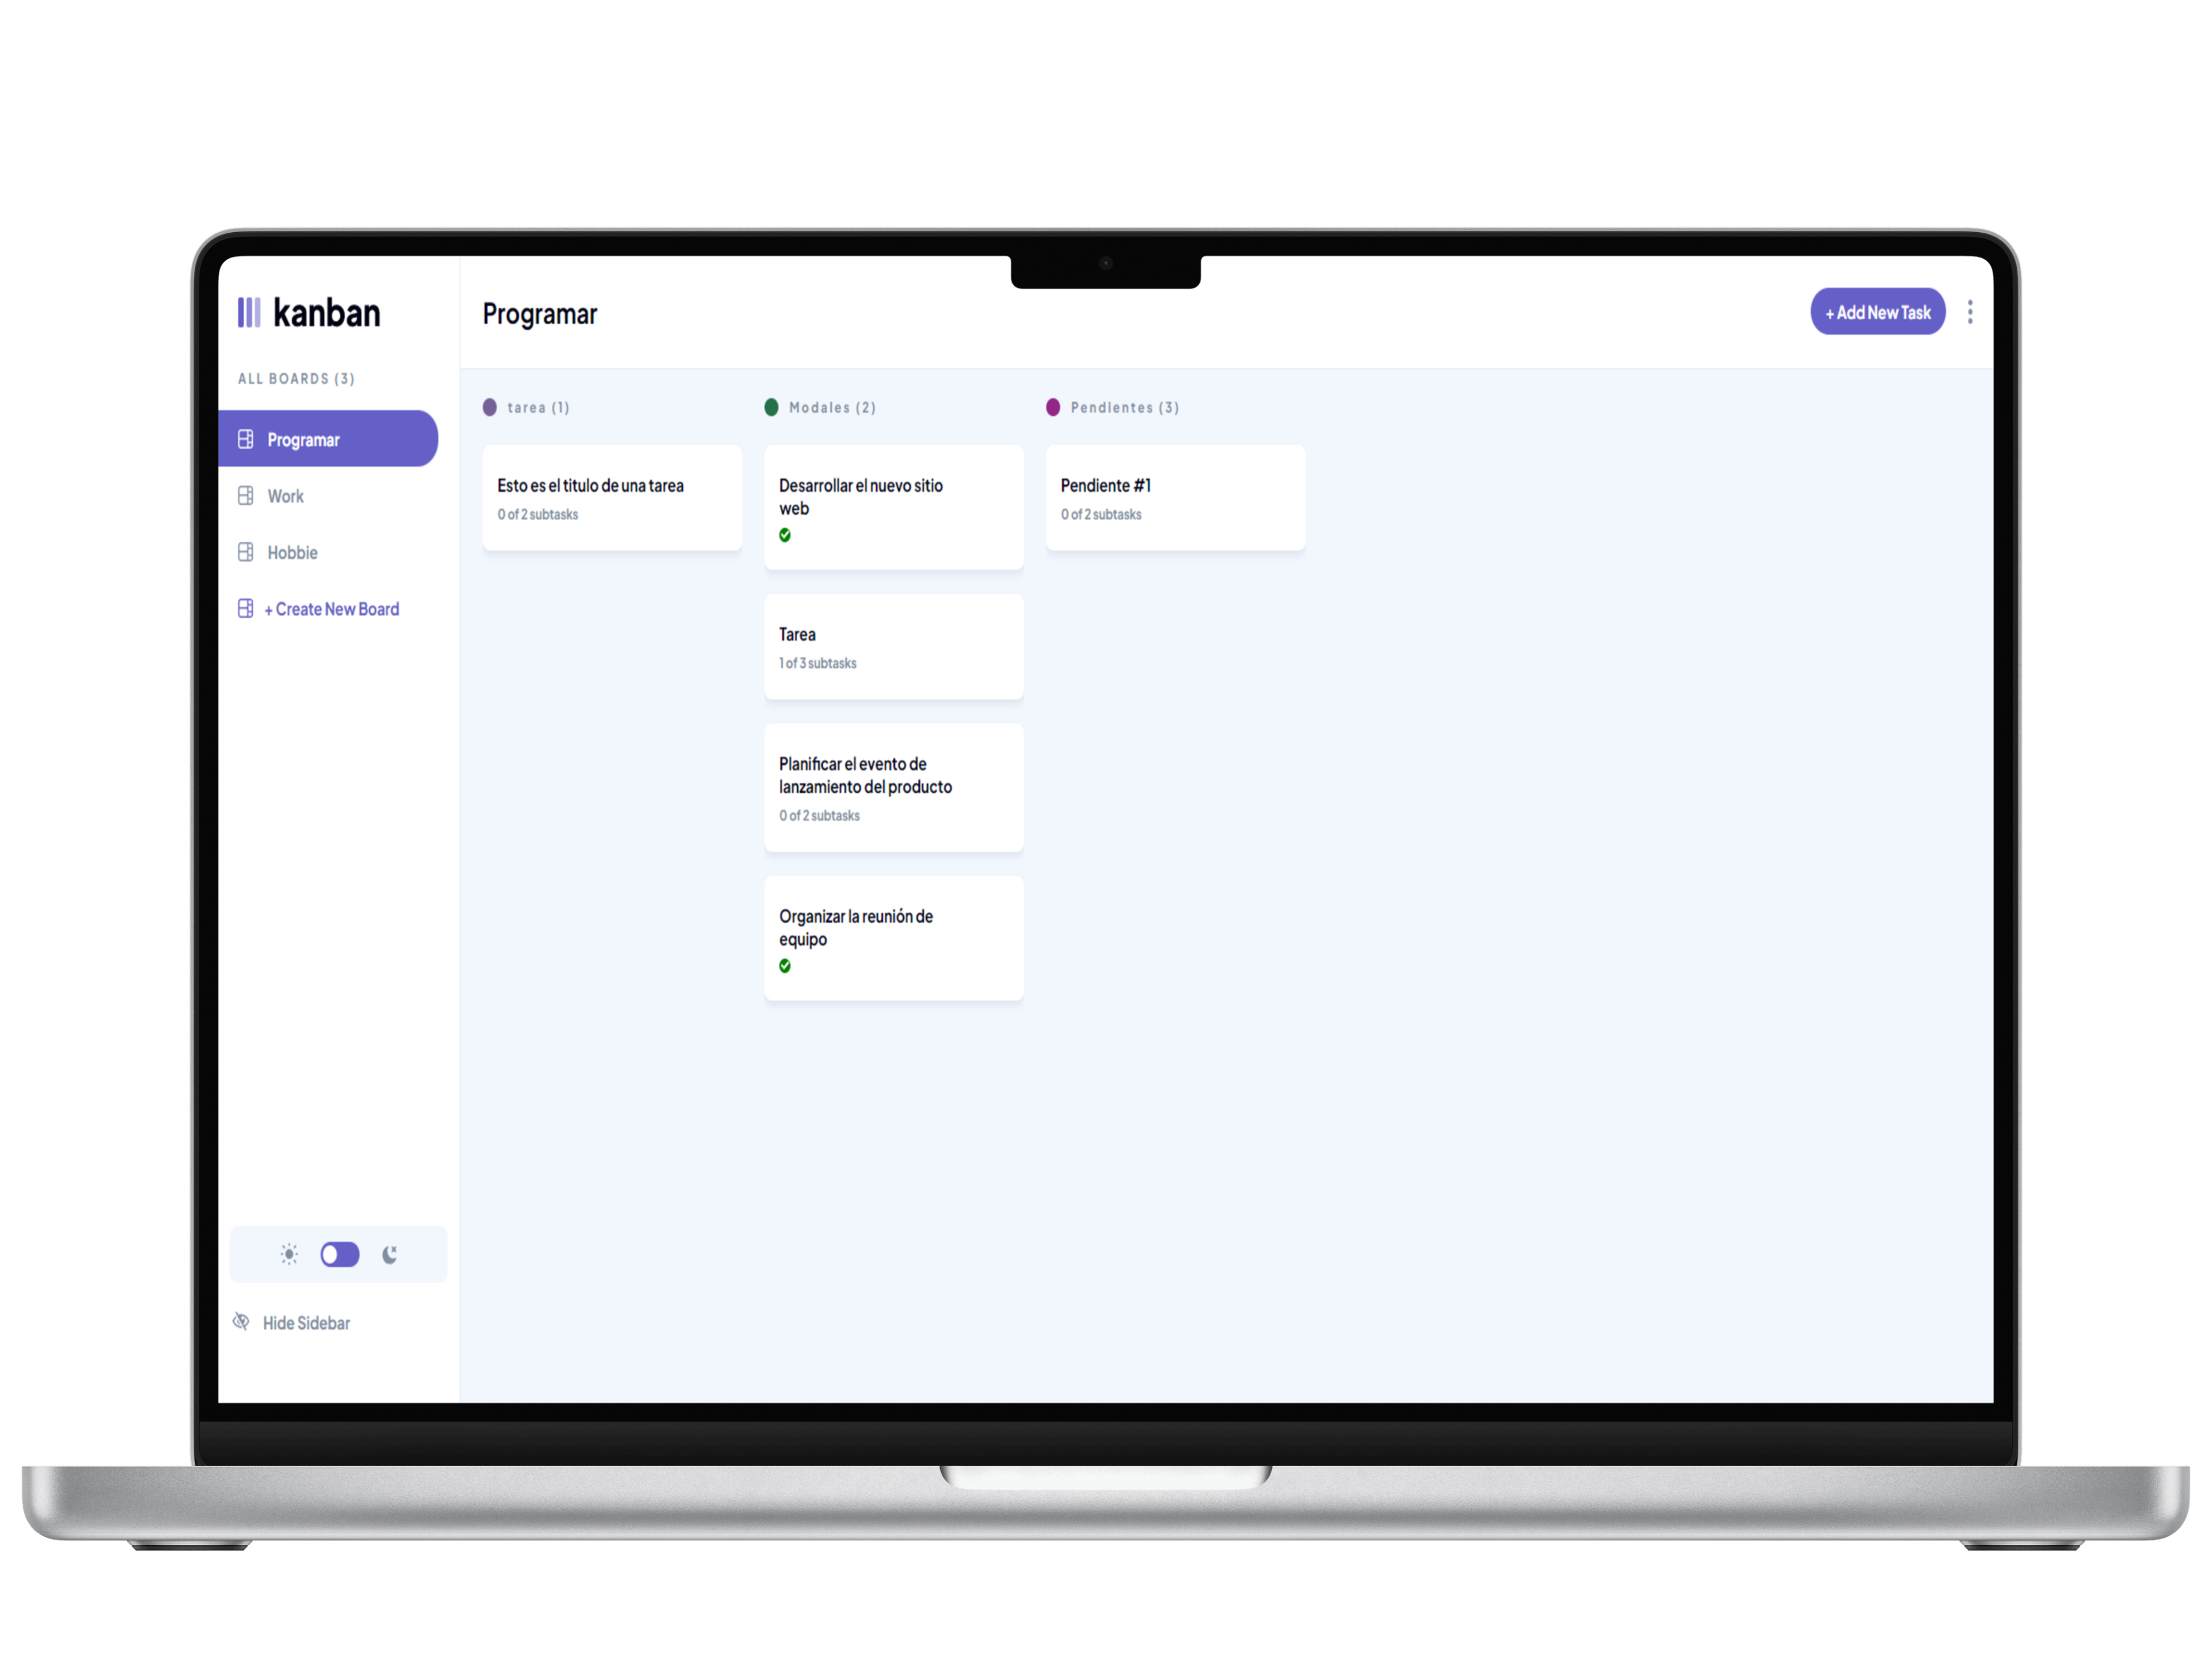 kanban
ALL BOARDS (3)
Programar
Work
Hobbie
+ Create New Board
Hide Sidebar
Programar
+ Add New Task
tarea (1)
Esto es el titulo de una tarea
0 of 2 subtasks
Modales (2)
Desarrollar el nuevo sitio
web
Tarea
1 of 3 subtasks
Planificar el evento de
lanzamiento del producto
0 of 2 subtasks
Organizar la reunión de
equipo
Pendientes (3)
Pendiente #1
0 of 2 subtasks